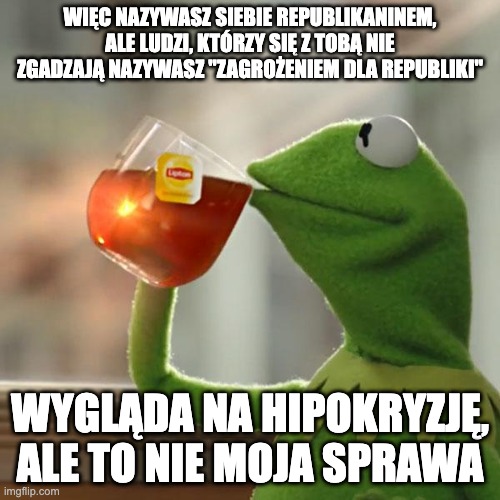 WIĘC NAZYWASZ SIEBIE REPUBLIKANINEM,
ALE LUDZI, KTÓRZY SIĘ Z TOBĄ NIE
ZGADZAJĄ NAZYWASZ "ZAGROŻENIEM DLA REPUBLIKI"
Lipton
WYGLĄDA NA HIPOKRYZJĘ,
ALE TO NIE MOJA SPRAWA
imgflip.com